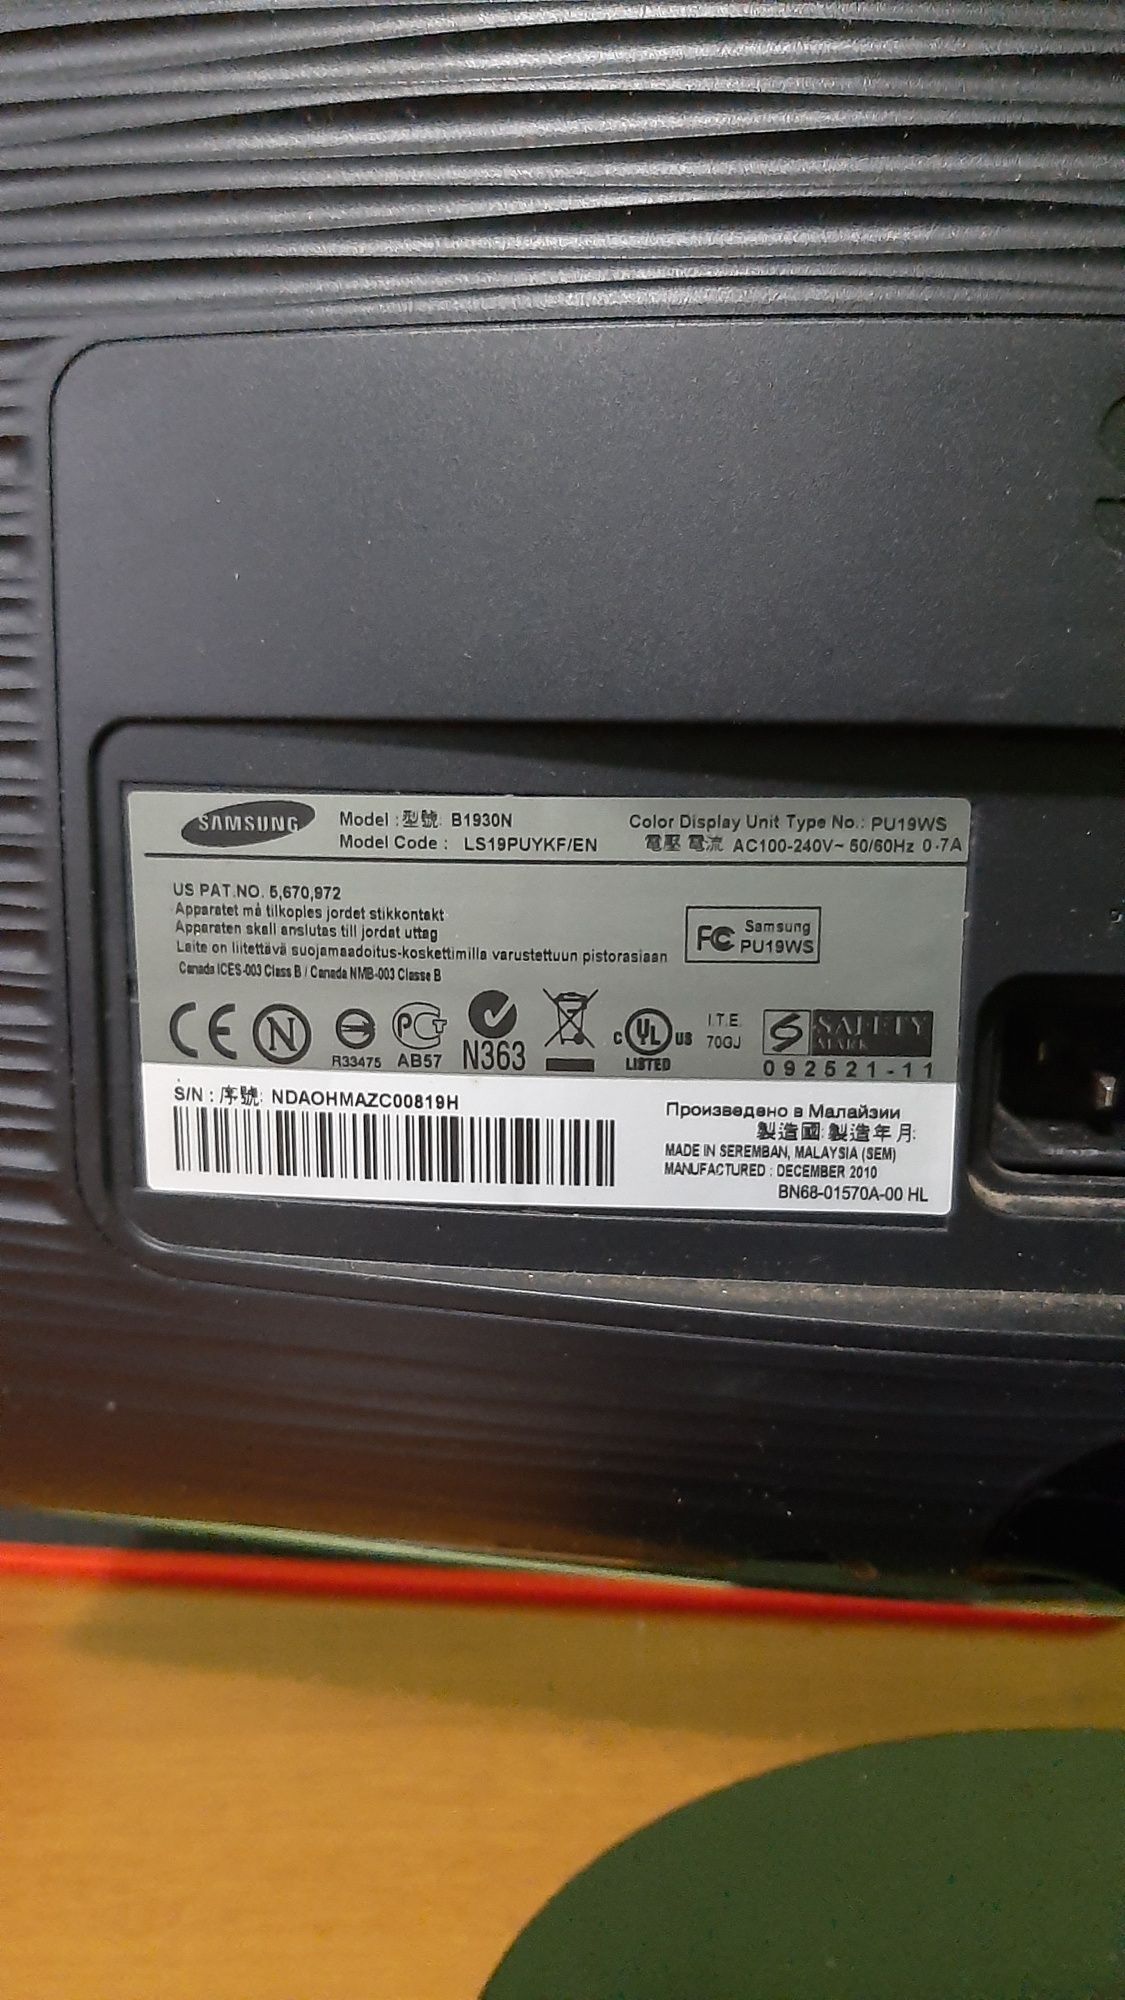 SAMSUNG
Model : 型號: B1930N
Model Code : LS19PUYKF/EN
Color Display Unit Type No.: PU19WS
電壓 電流 AC100-240V~ 50/60Hz 0.7A
US PAT.NO. 5,670,972
Apparatet må tilkoples jordet stikkontakt
Apparaten skall anslutas till jordat uttag
Laite on liitettävä suojamaadoitus-koskettimilla varustettuun pistorasiaan
Canada ICES-003 Class B / Canada NMB-003 Classe B
FC Samsung
PU19WS
CE N R33475 PCT AB57 N363 C UL US LISTED I.T.E. 70GJ S SAFETY MARK
092521-11
S/N : 序號: NDAOHMAZC00819H
Произведено в Малайзии
製造國: 製造年月:
MADE IN SEREMBAN, MALAYSIA (SEM)
MANUFACTURED : DECEMBER 2010
BN68-01570A-00 HL